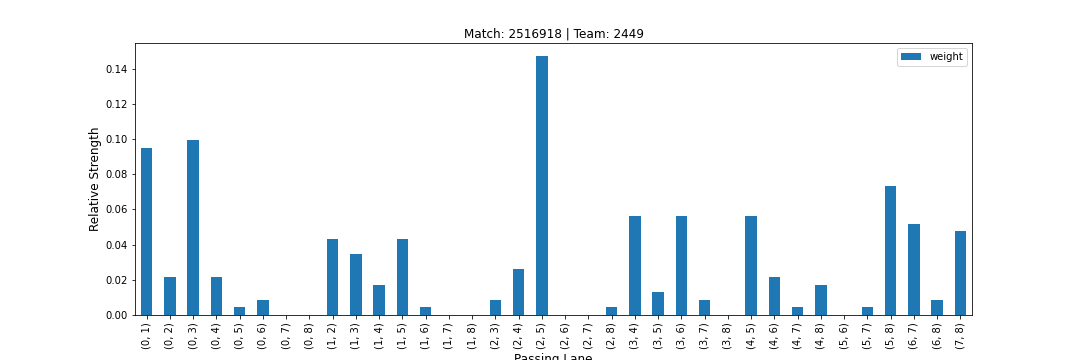 Match: 2516918 | Team: 2449
weight
Relative Strength
0.14
0.12
0.10
0.08
0.06
0.04
0.02
0.00
(0, 1) (0, 2) (0, 3) (0, 4) (0, 5) (0, 6) (0, 7) (0, 8) (1, 2) (1, 3) (1, 4) (1, 5) (1, 6) (1, 7) (1, 8) (2, 3) (2, 4) (2, 5) (2, 6) (2, 7) (2, 8) (3, 4) (3, 5) (3, 6) (3, 7) (3, 8) (4, 5) (4, 6) (4, 7) (4, 8) (5, 6) (5, 7) (5, 8) (6, 7) (6, 8) (7, 8)
Passing Lane